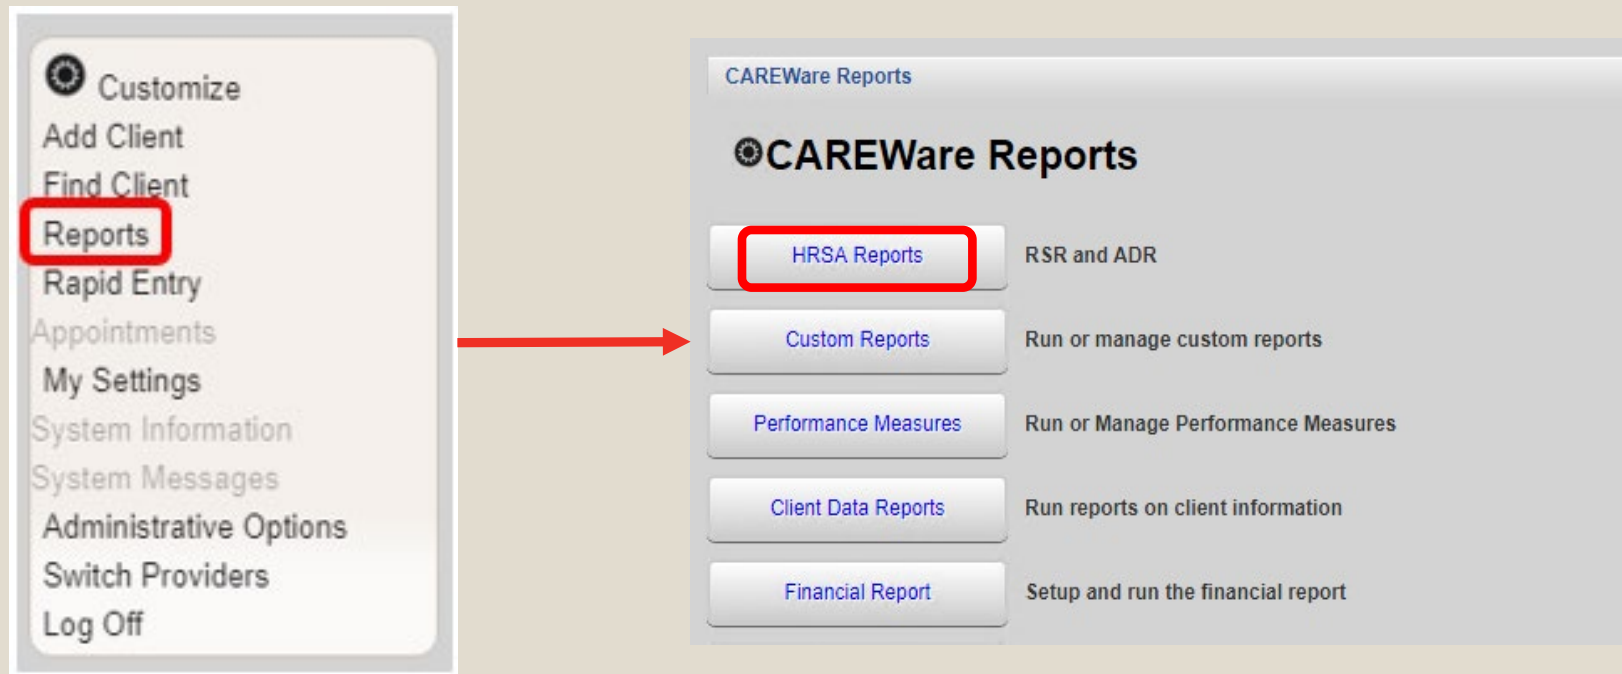 Customize
Add Client
Find Client
Reports
Rapid Entry
Appointments
My Settings
System Information
System Messages
Administrative Options
Switch Providers
Log Off
CAREWare Reports
CAREWare Reports
HRSA Reports RSR and ADR
Custom Reports Run or manage custom reports
Performance Measures Run or Manage Performance Measures
Client Data Reports Run reports on client information
Financial Report Setup and run the financial report